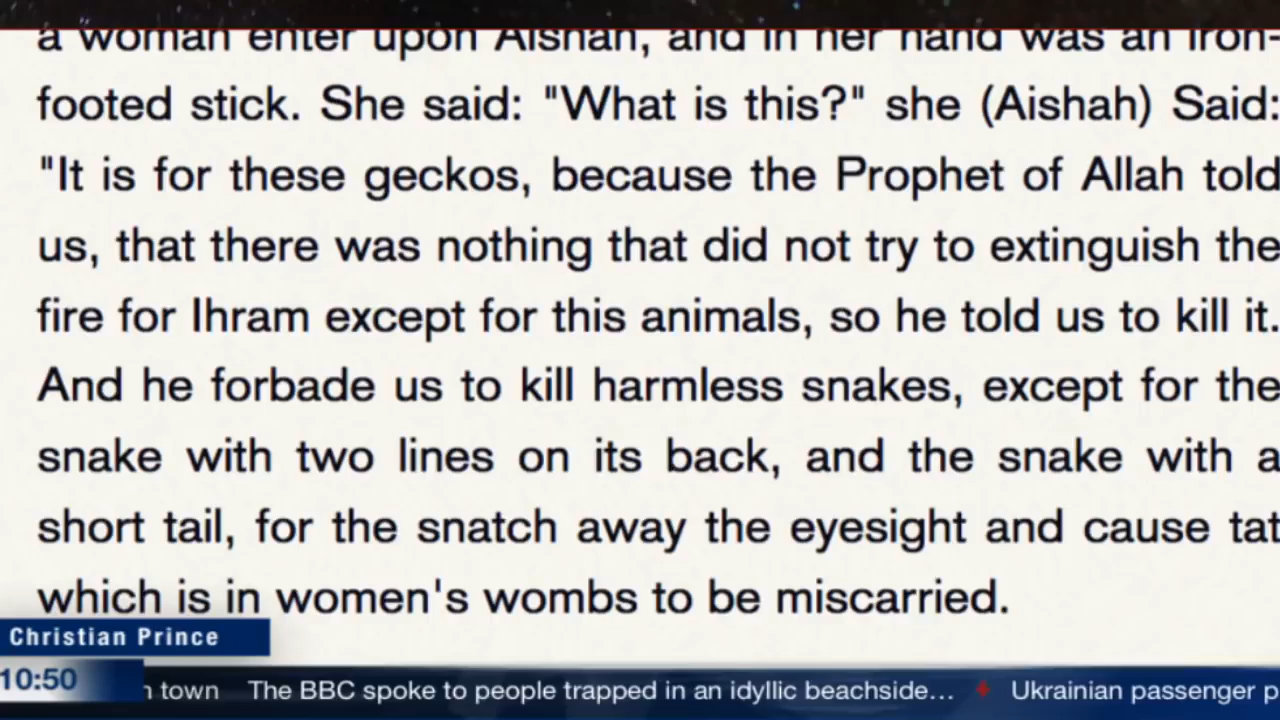 a woman enter upon Aishah, and in her hand was an iron-
footed stick. She said: "What is this?" she (Aishah) Said:
"It is for these geckos, because the Prophet of Allah told
us, that there was nothing that did not try to extinguish the
fire for Ihram except for this animals, so he told us to kill it.
And he forbade us to kill harmless snakes, except for the
snake with two lines on its back, and the snake with a
short tail, for the snatch away the eyesight and cause tat
which is in women's wombs to be miscarried.
Christian Prince
10:50
town The BBC spoke to people trapped in an idyllic beachside... Ukrainian passenger